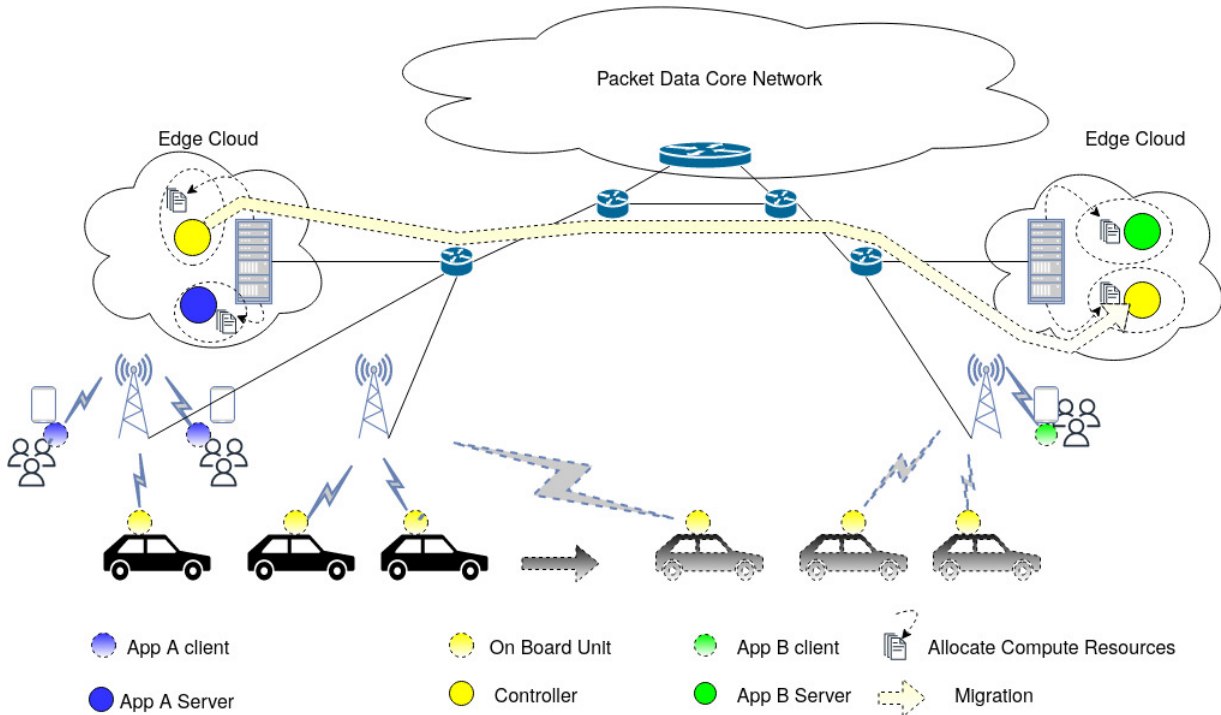 Packet Data Core Network
Edge Cloud
Edge Cloud
App A client
On Board Unit
App B client
Allocate Compute Resources
App A Server
Controller
App B Server
Migration